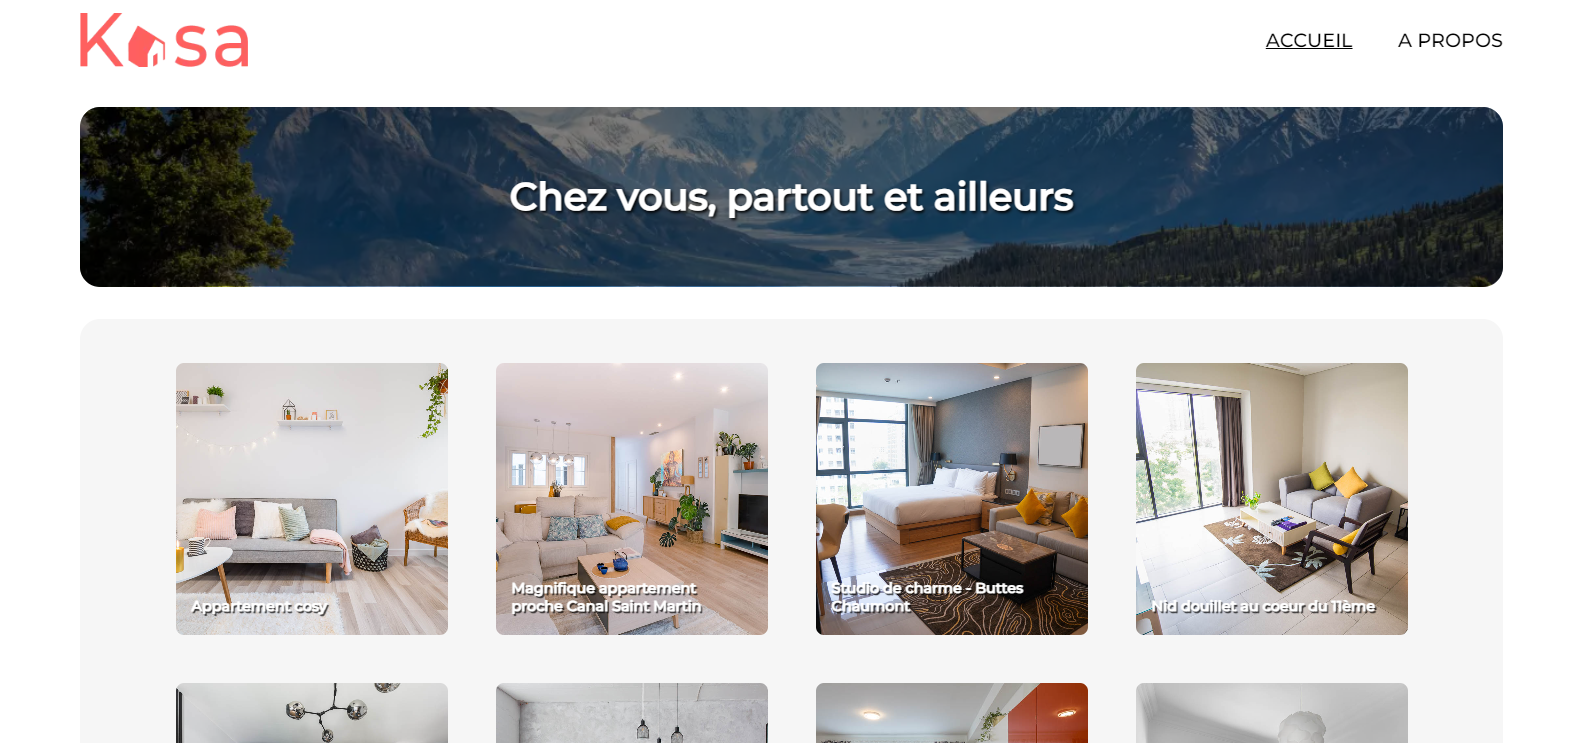 Kasa
ACCUEIL
A PROPOS
Chez vous, partout et ailleurs
Appartement cosy
Magnifique appartement
proche Canal Saint Martin
Studio de charme - Buttes
Chaumont
Nid douillet au coeur du 11ème